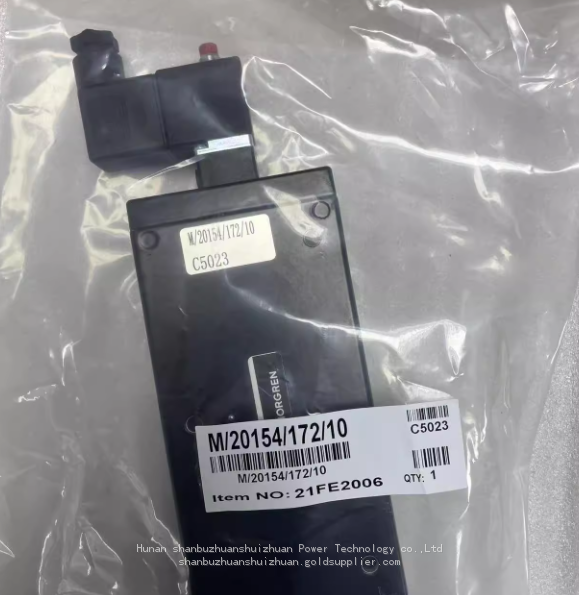 M/20154/172/10
C5023
ORGREN
M/20154/172/10
C5023
M/20154/172/10
QTY: 1
Item NO: 21FE2006
Hunan shanbuzhuanshuizhuan Power Technology co.,Ltd
shanbuzhuanshuizhuan.goldsupplier.com